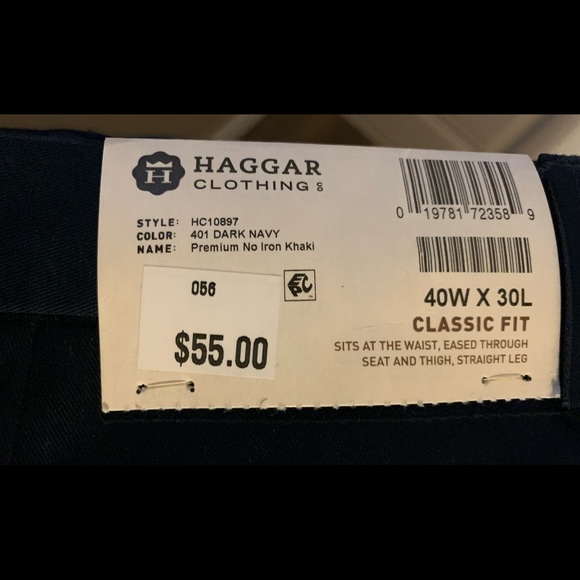 H
HAGGAR
CLOTHING CO
STYLE: HC10897
COLOR: 401 DARK NAVY
NAME: Premium No Iron Khaki
056
$55.00
EPC
0 19781 72358 9
40W X 30L
CLASSIC FIT
SITS AT THE WAIST, EASED THROUGH
SEAT AND THIGH, STRAIGHT LEG